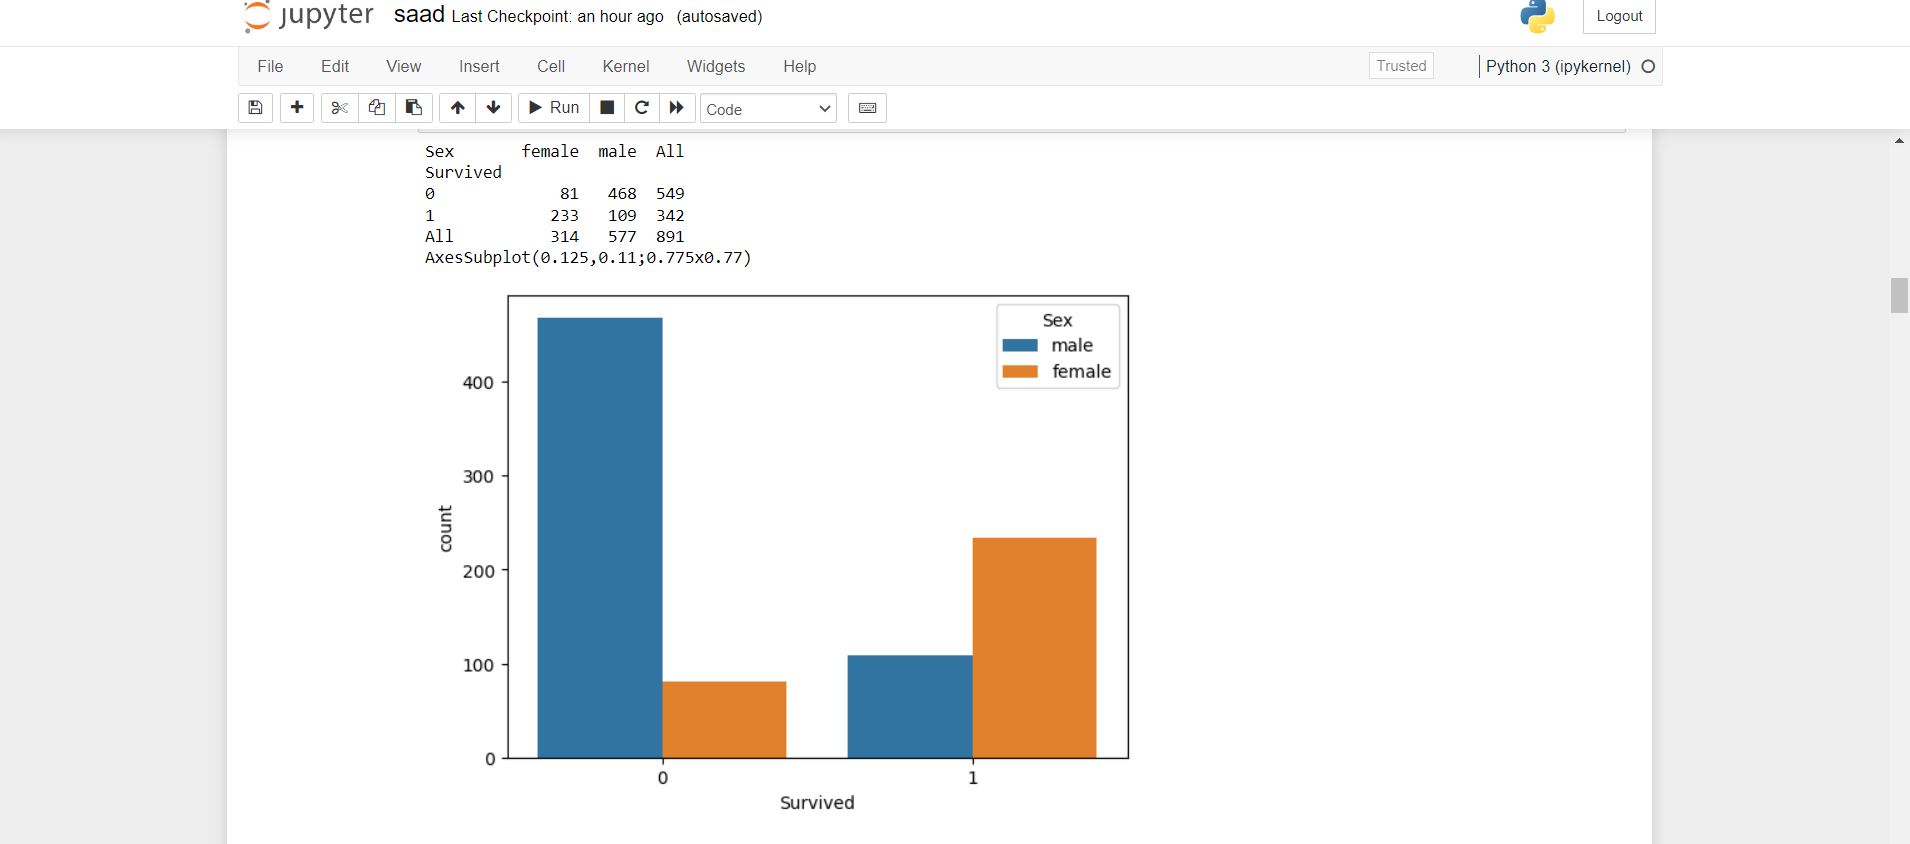 jupyter saad Last Checkpoint: an hour ago (autosaved) Logout
File Edit View Insert Cell Kernel Widgets Help Trusted Python 3 (ipykernel)
Run Code
Sex female male All
Survived
0 81 468 549
1 233 109 342
All 314 577 891
AxesSubplot(0.125,0.11;0.775x0.77)
Sex
male
female
400
300
200
100
0
count
0 1
Survived